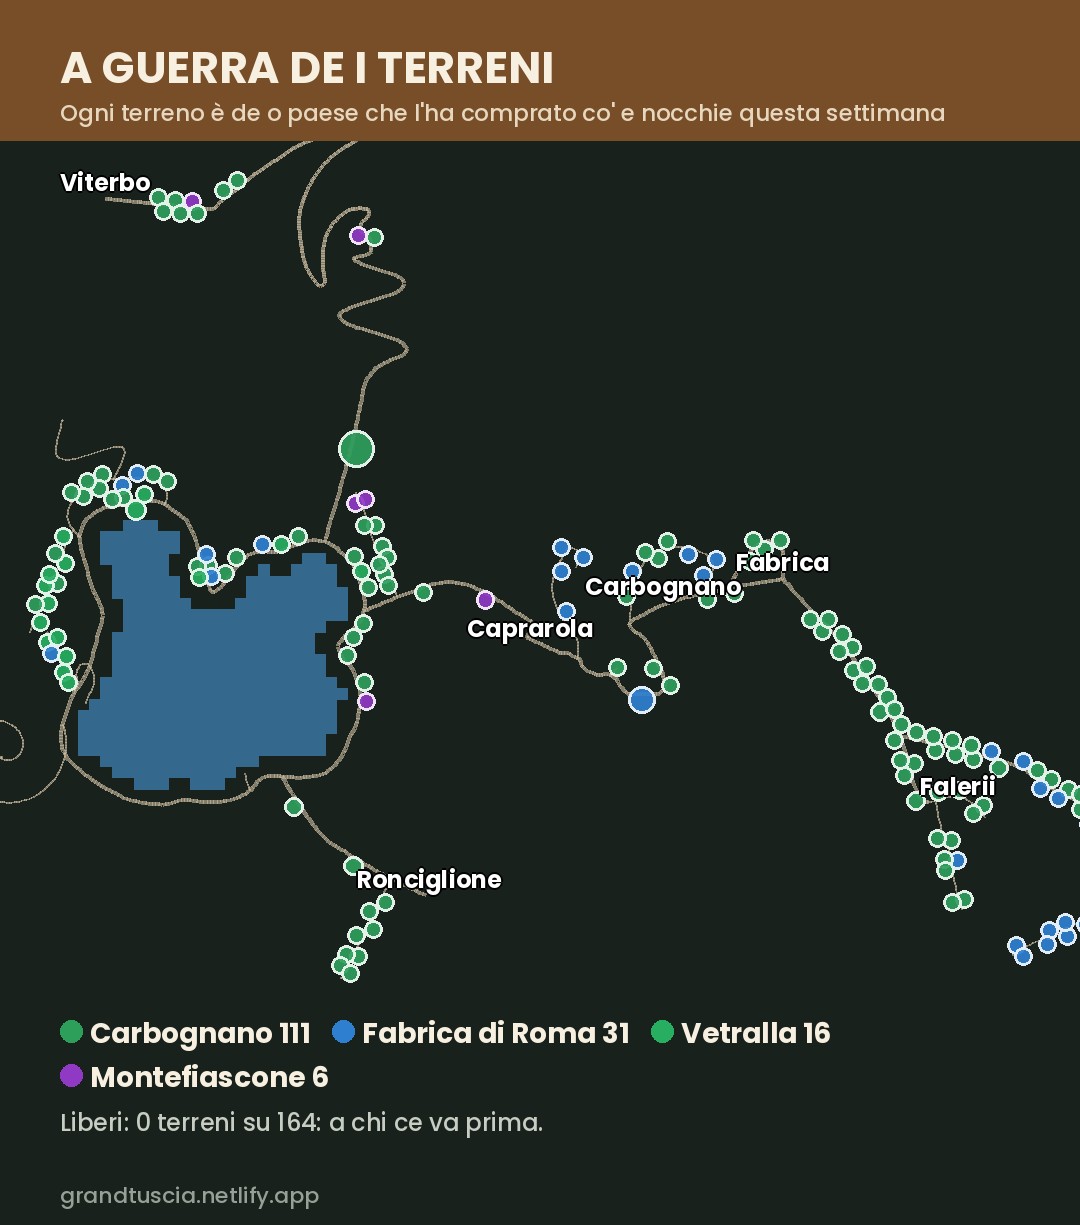 A GUERRA DE I TERRENI
Ogni terreno è de o paese che l'ha comprato co' e nocchie questa settimana
Viterbo
Fabrica
Carbognano
Caprarola
Falerii
Ronciglione
Carbognano 111 Fabrica di Roma 31 Vetralla 16
Montefiascone 6
Liberi: 0 terreni su 164: a chi ce va prima.
grandtuscia.netlify.app